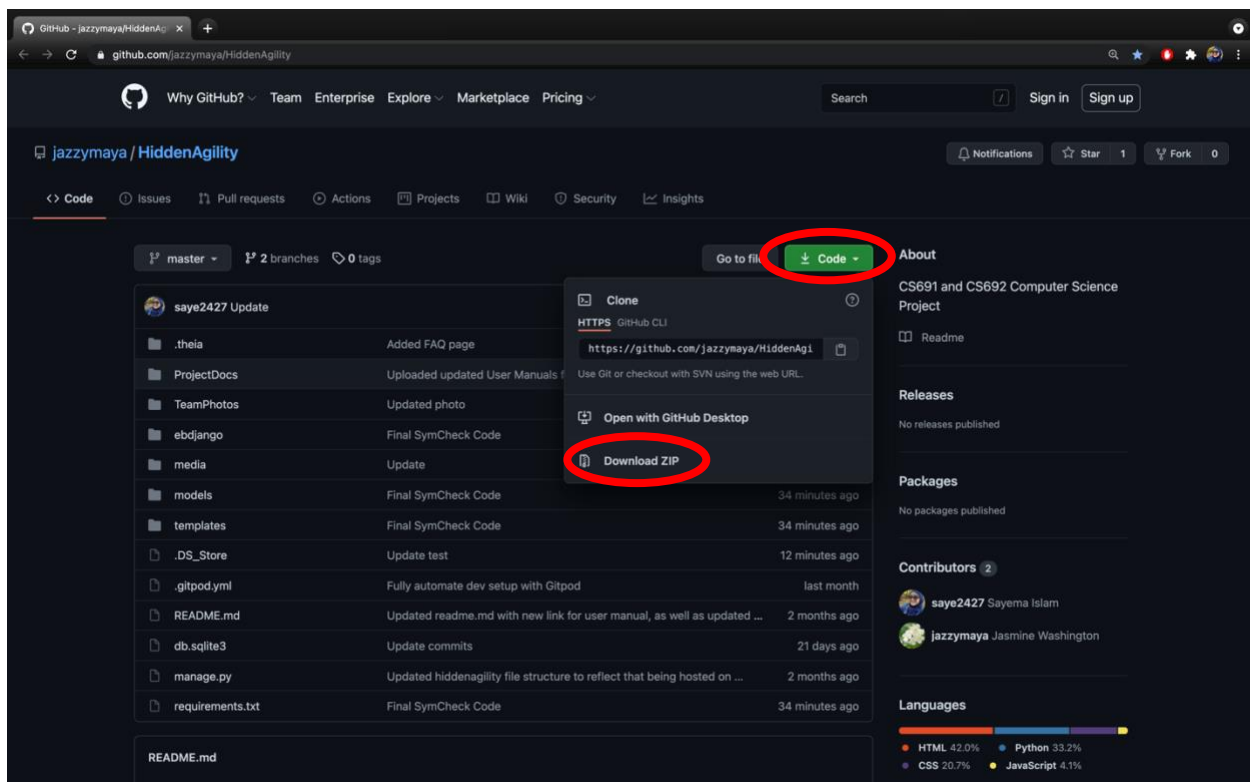 GitHub - jazzymaya/HiddenAg
github.com/jazzymaya/HiddenAgility
Why GitHub? Team Enterprise Explore Marketplace Pricing Search / Sign in Sign up
jazzymaya / HiddenAgility Notifications Star 1 Fork 0
<> Code Issues Pull requests Actions Projects Wiki Security Insights
master 2 branches 0 tags Go to file Code
saye2427 Update
.theia Added FAQ page
ProjectDocs Uploaded updated User Manuals
TeamPhotos Updated photo
ebdjango Final SymCheck Code
media Update
models Final SymCheck Code 34 minutes ago
templates Final SymCheck Code 34 minutes ago
.DS_Store Update test 12 minutes ago
.gitpod.yml Fully automate dev setup with Gitpod last month
README.md Updated readme.md with new link for user manual, as well as updated ... 2 months ago
db.sqlite3 Update commits 21 days ago
manage.py Updated hiddenagility file structure to reflect that being hosted on ... 2 months ago
requirements.txt Final SymCheck Code 34 minutes ago
README.md
Clone
HTTPS GitHub CLI
https://github.com/jazzymaya/HiddenAgi
Use Git or checkout with SVN using the web URL.
Open with GitHub Desktop
Download ZIP
About
CS691 and CS692 Computer Science
Project
Readme
Releases
No releases published
Packages
No packages published
Contributors 2
saye2427 Sayema Islam
jazzymaya Jasmine Washington
Languages
HTML 42.0% Python 33.2%
CSS 20.7% JavaScript 4.1%